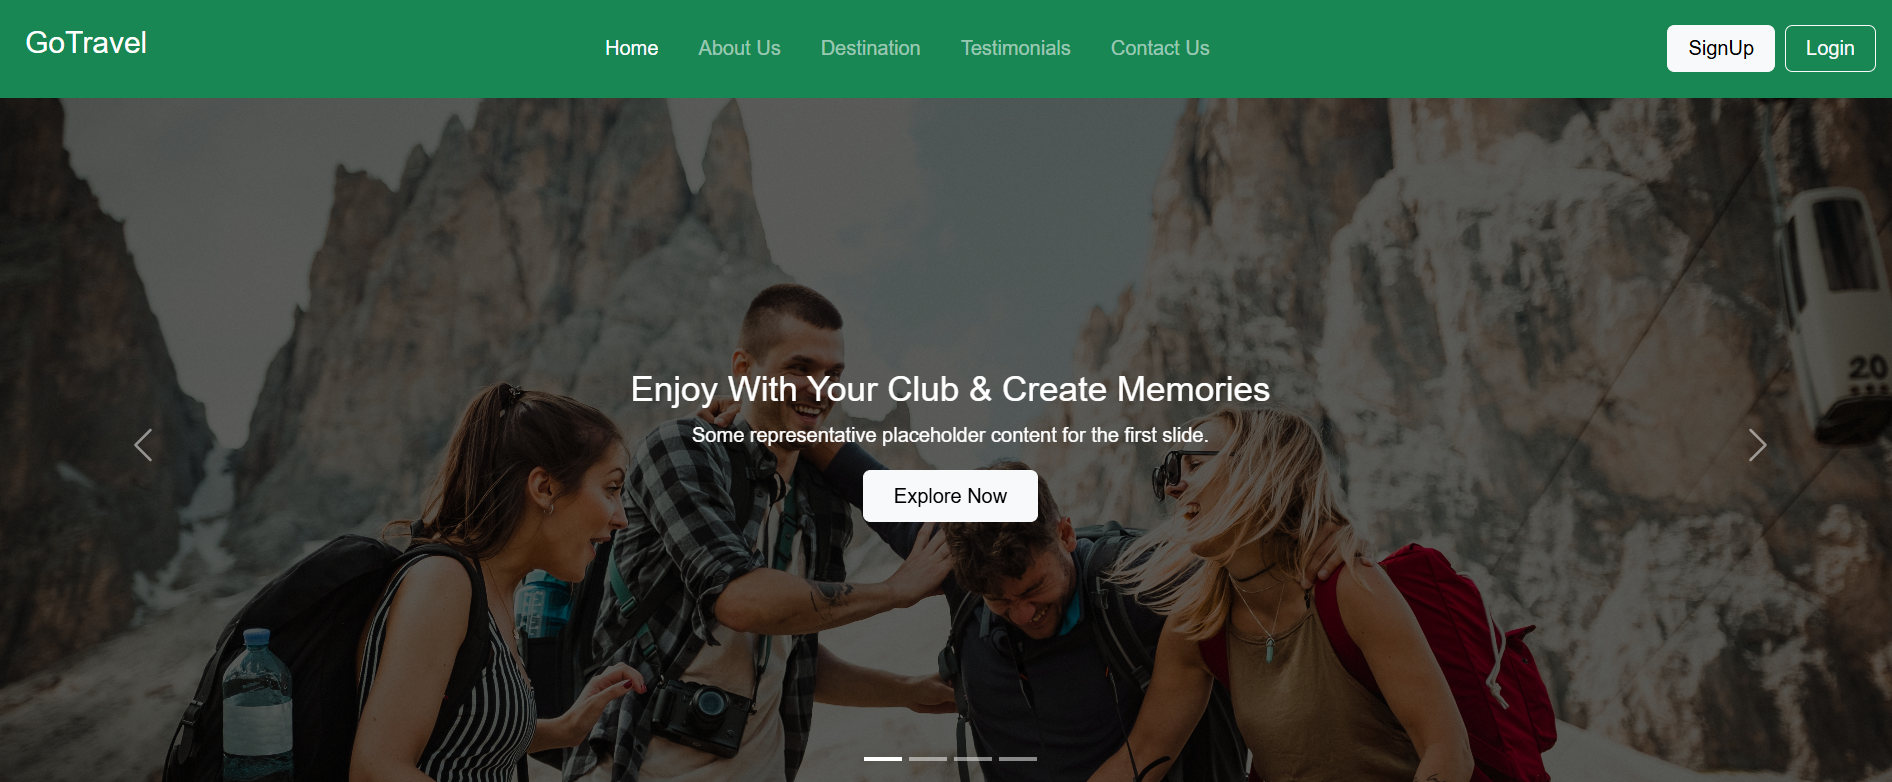 GoTravel
Home About Us Destination Testimonials Contact Us
SignUp Login
Enjoy With Your Club & Create Memories
Some representative placeholder content for the first slide.
Explore Now
20